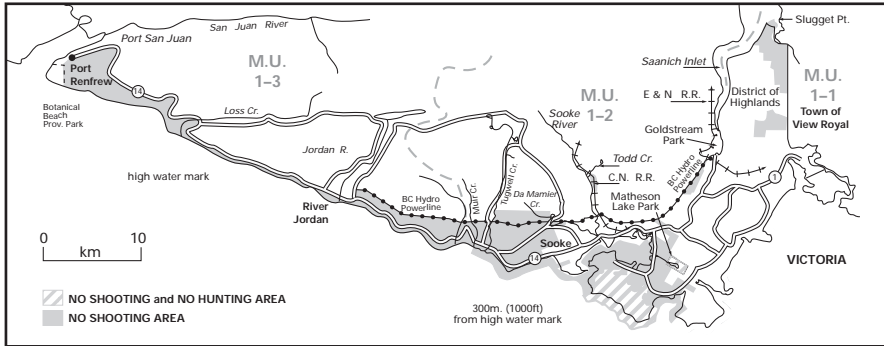 San Juan River
Port San Juan
Port
Renfrew
14
Botanical
Beach
Prov. Park
M.U.
1–3
Loss Cr.
Jordan R.
high water mark
River
Jordan
BC Hydro
Powerline
Muir Cr.
Tugwell Cr.
Da Mamier
Cr.
Sooke
14
Sooke
River
M.U.
1–2
Todd Cr.
C.N. R.R.
Matheson
Lake Park
BC Hydro
Powerline
Slugget Pt.
Saanich Inlet
E & N R.R.
Goldstream
Park
District of
Highlands
M.U.
1–1
Town of
View Royal
1
VICTORIA
0 10
km
NO SHOOTING and NO HUNTING AREA
NO SHOOTING AREA
300m. (1000ft)
from high water mark